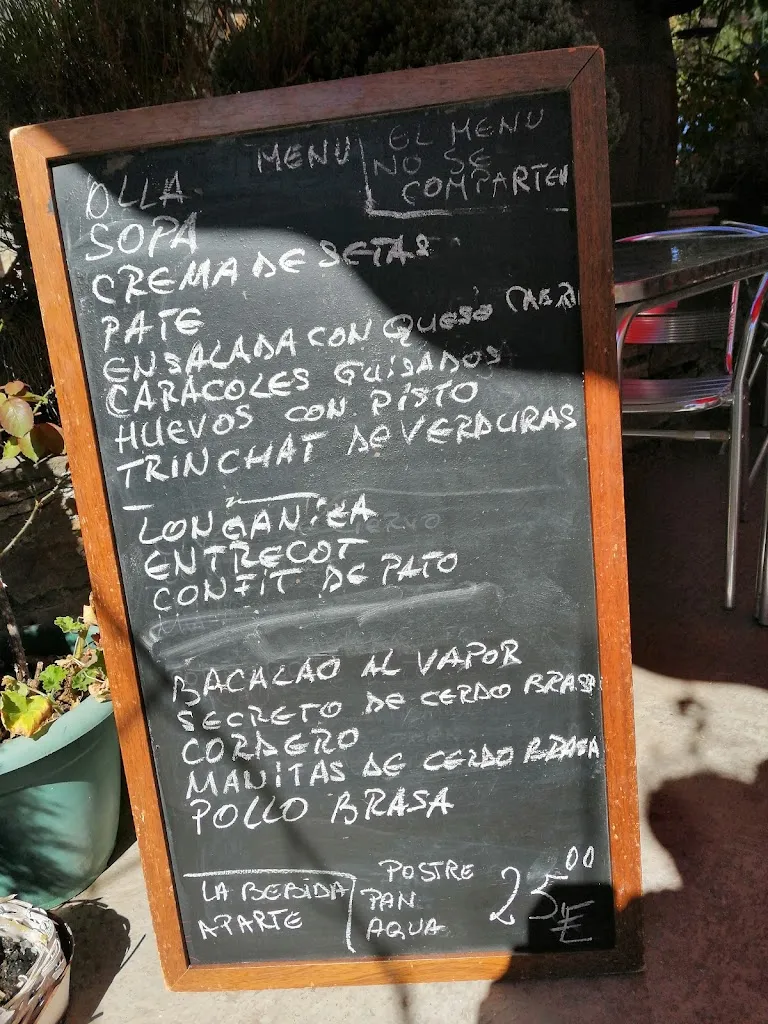 MENU
EL MENU
NO SE
COMPARTEN
OLLA
SOPA
CREMA DE SETAS
PATE
ENSALADA CON QUESO
CARACOLES GUISADOS
HUEVOS CON PISTO
TRINCHAT DE VERDURAS
LONGANIZA
ENTRECOT
CONFIT DE PATO
BACALAO AL VAPOR
SECRETO DE CERDO BRASA
CORDERO
MANITAS DE CERDO BRASA
POLLO BRASA
LA BEBIDA
APARTE
POSTRE
PAN
AQUA
25,00 €